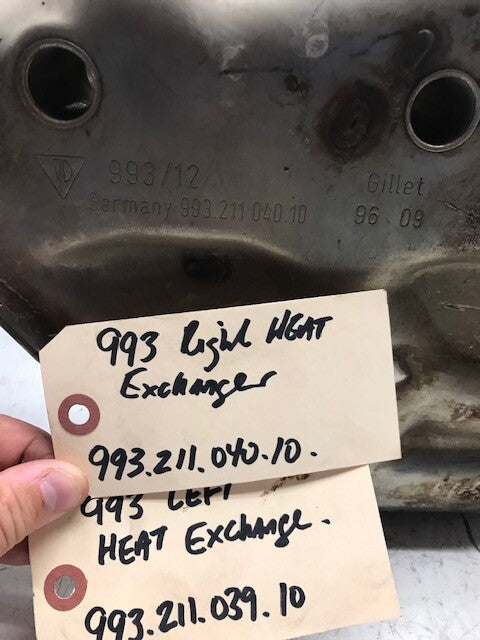 993/12
Germany 993.211 040.10
Gillet
96 09
993 Right HEAT
Exchanger
993.211.040.10.
993 LEFT
HEAT Exchange.
993.211.039.10